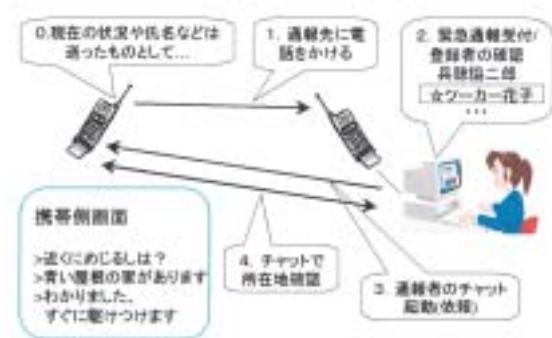 0.現在の状況や氏名などは
送ったものとして…
1. 通報先に電
話をかける
2. 緊急通報受付/
登録者の確認
兵聴協二郎
☆ワーカー花子
…
携帯側画面
>近くにめじるしは？
>青い屋根の家があります
>わかりました。
すぐに駆けつけます
4. チャットで
所在地確認
3. 通報者のチャット
起動(依頼)